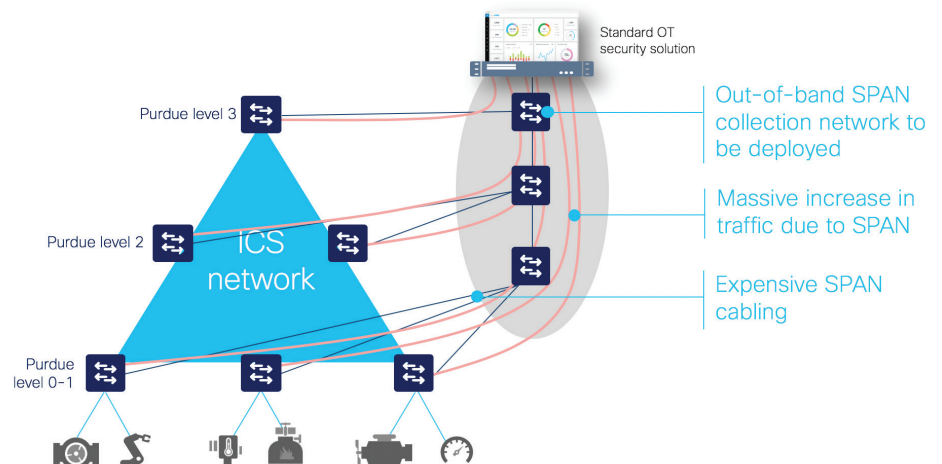 Standard OT
security solution
Purdue level 3
Out-of-band SPAN
collection network to
be deployed
Massive increase in
traffic due to SPAN
Purdue level 2
ICS
network
Expensive SPAN
cabling
Purdue
level 0-1